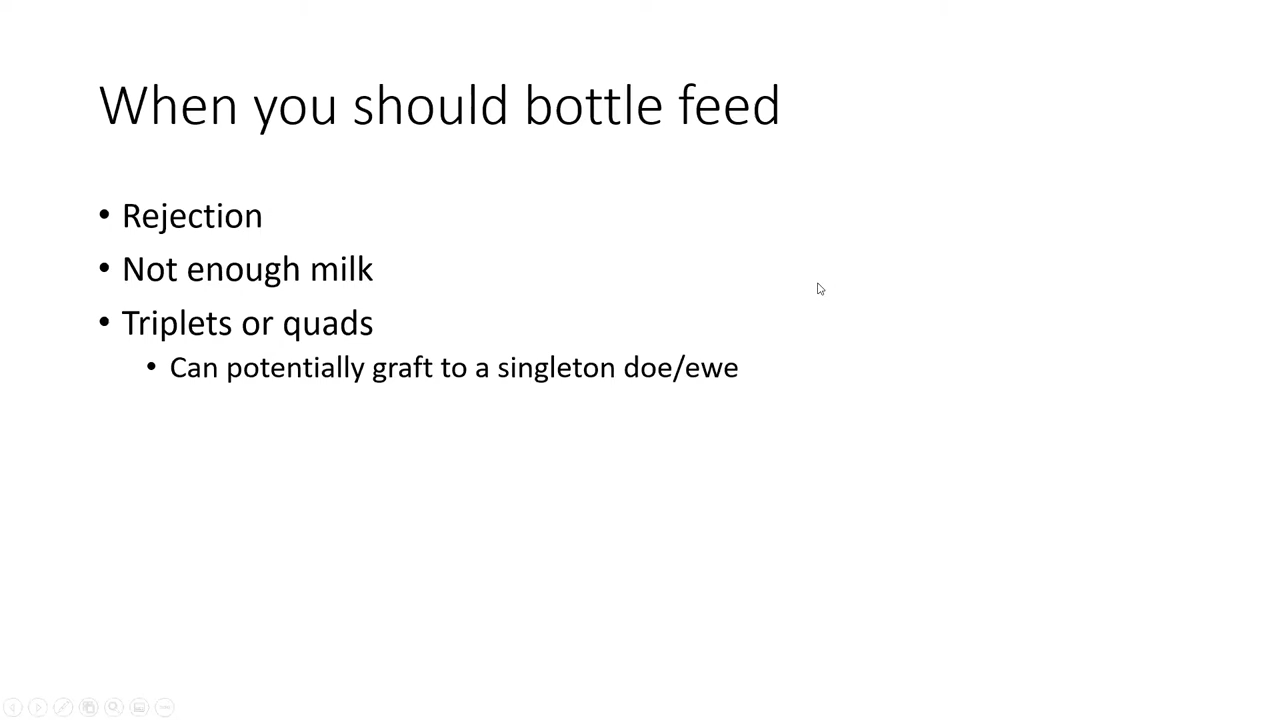 When you should bottle feed
• Rejection
• Not enough milk
• Triplets or quads
• Can potentially graft to a singleton doe/ewe